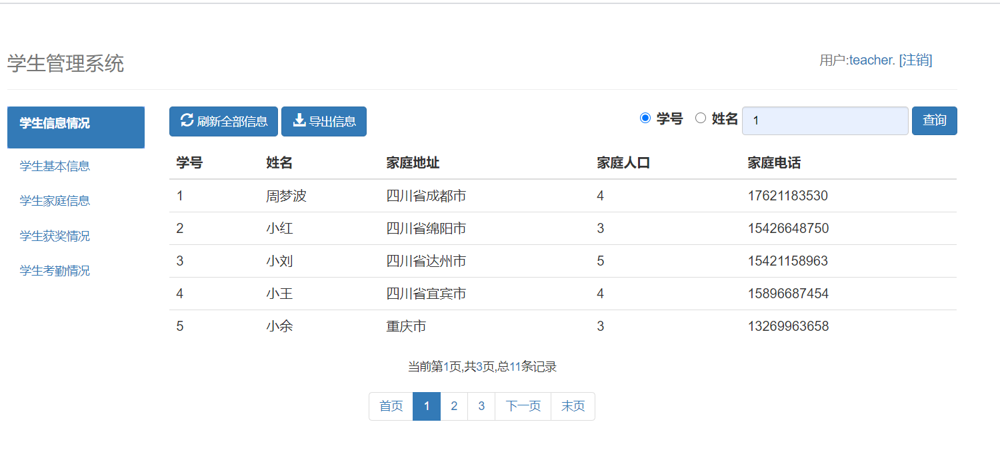 学生管理系统
用户:teacher. [注销]
学生信息情况
学生基本信息
学生家庭信息
学生获奖情况
学生考勤情况
刷新全部信息 导出信息
学号 姓名 1 查询
学号 姓名 家庭地址 家庭人口 家庭电话
1 周梦波 四川省成都市 4 17621183530
2 小红 四川省绵阳市 3 15426648750
3 小刘 四川省达州市 5 15421158963
4 小王 四川省宜宾市 4 15896687454
5 小余 重庆市 3 13269963658
当前第1页,共3页,总11条记录
首页 1 2 3 下一页 末页